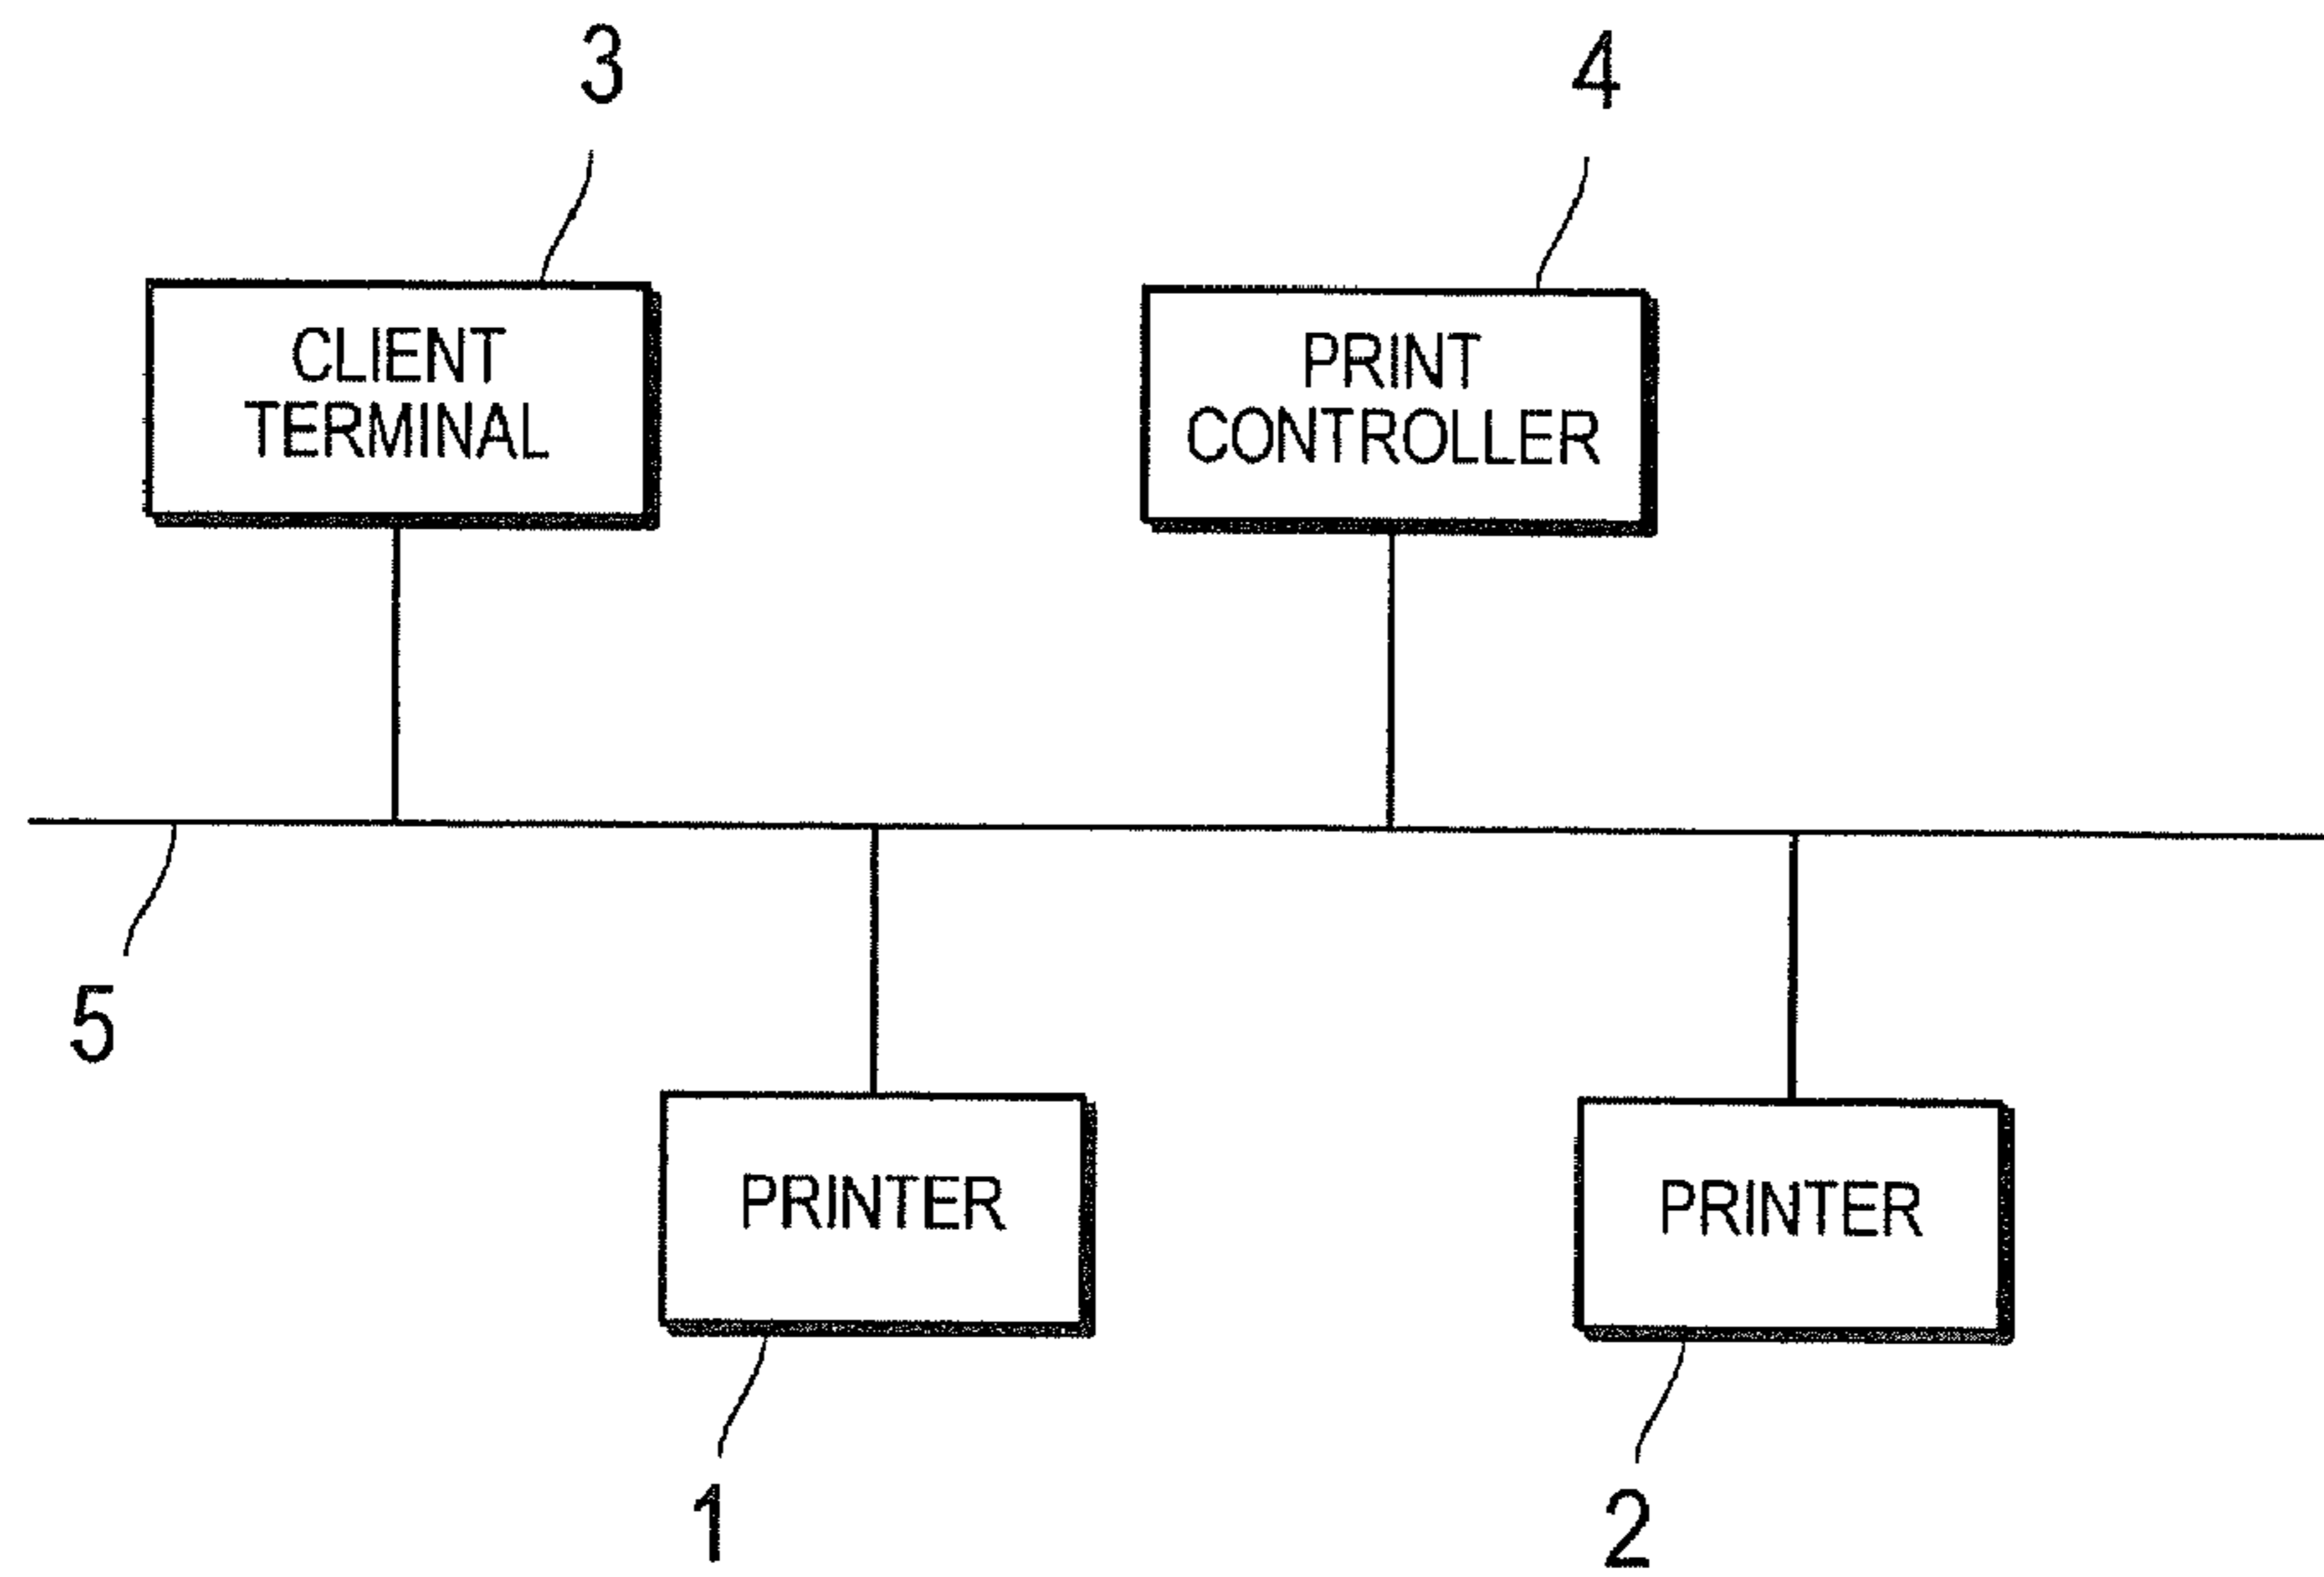 3
4
CLIENT
TERMINAL
PRINT
CONTROLLER
5
PRINTER
PRINTER
1
2